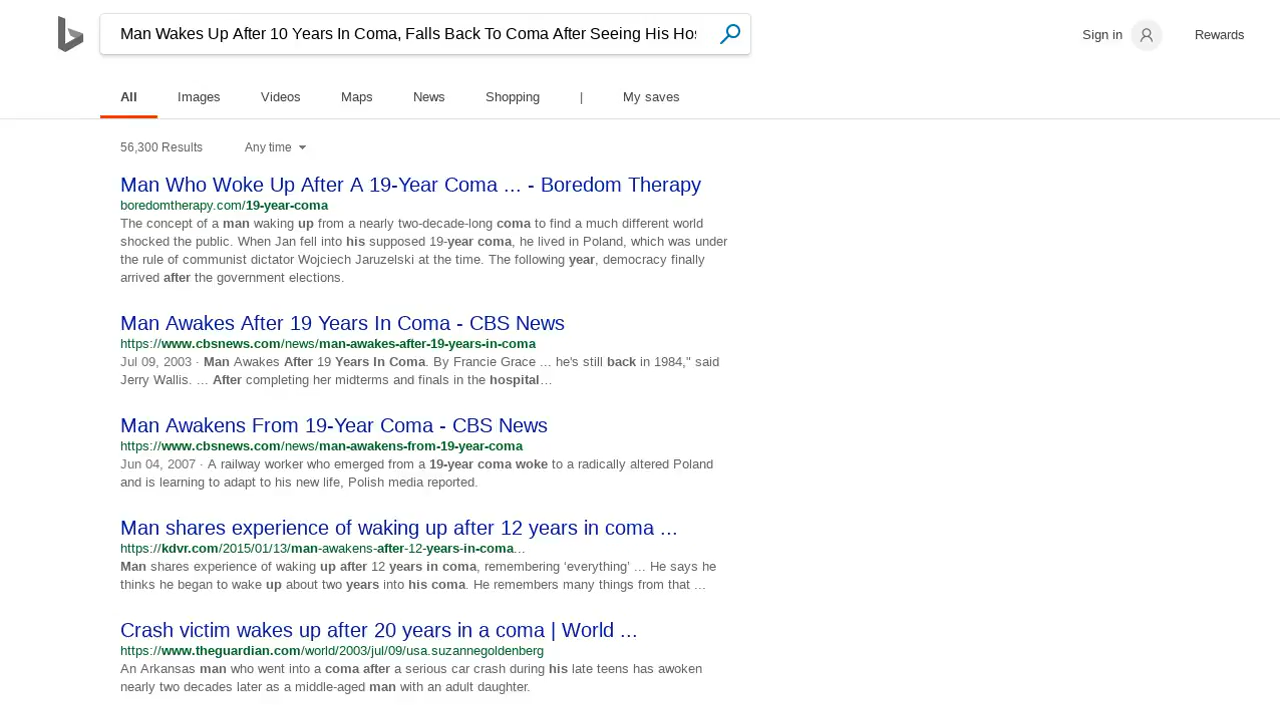 Man Wakes Up After 10 Years In Coma, Falls Back To Coma After Seeing His Hos
Sign in
Rewards
All
Images
Videos
Maps
News
Shopping
|
My saves
56,300 Results
Any time
Man Who Woke Up After A 19-Year Coma ... - Boredom Therapy
boredomtherapy.com/19-year-coma
The concept of a man waking up from a nearly two-decade-long coma to find a much different world
shocked the public. When Jan fell into his supposed 19-year coma, he lived in Poland, which was under
the rule of communist dictator Wojciech Jaruzelski at the time. The following year, democracy finally
arrived after the government elections.
Man Awakes After 19 Years In Coma - CBS News
https://www.cbsnews.com/news/man-awakes-after-19-years-in-coma
Jul 09, 2003 · Man Awakes After 19 Years In Coma. By Francie Grace ... he's still back in 1984," said
Jerry Wallis. ... After completing her midterms and finals in the hospital…
Man Awakens From 19-Year Coma - CBS News
https://www.cbsnews.com/news/man-awakens-from-19-year-coma
Jun 04, 2007 · A railway worker who emerged from a 19-year coma woke to a radically altered Poland
and is learning to adapt to his new life, Polish media reported.
Man shares experience of waking up after 12 years in coma ...
https://kdvr.com/2015/01/13/man-awakens-after-12-years-in-coma...
Man shares experience of waking up after 12 years in coma, remembering ‘everything’ ... He says he
thinks he began to wake up about two years into his coma. He remembers many things from that ...
Crash victim wakes up after 20 years in a coma | World ...
https://www.theguardian.com/world/2003/jul/09/usa.suzannegoldenberg
An Arkansas man who went into a coma after a serious car crash during his late teens has awoken
nearly two decades later as a middle-aged man with an adult daughter.